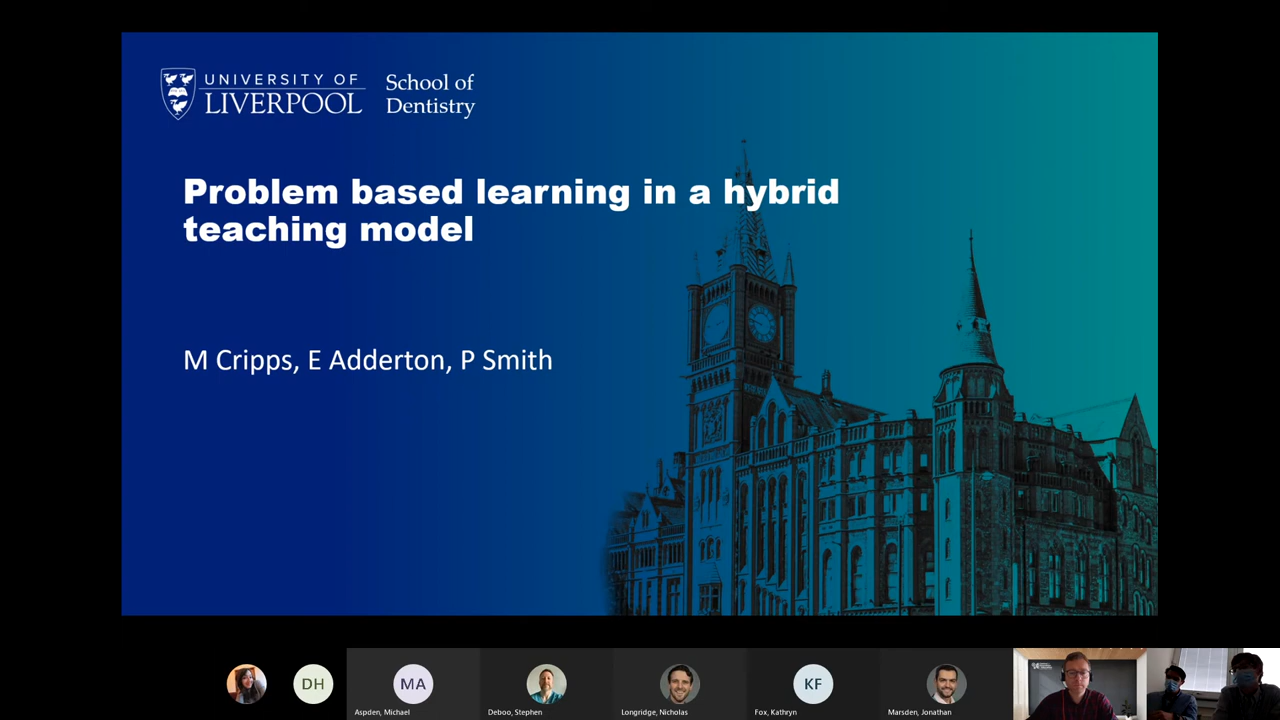 UNIVERSITY OF
LIVERPOOL
School of
Dentistry
Problem based learning in a hybrid
teaching model
M Cripps, E Adderton, P Smith
DH
MA
KF
Aspden, Michael
Deboo, Stephen
Longridge, Nicholas
Fox, Kathryn
Marsden, Jonathan